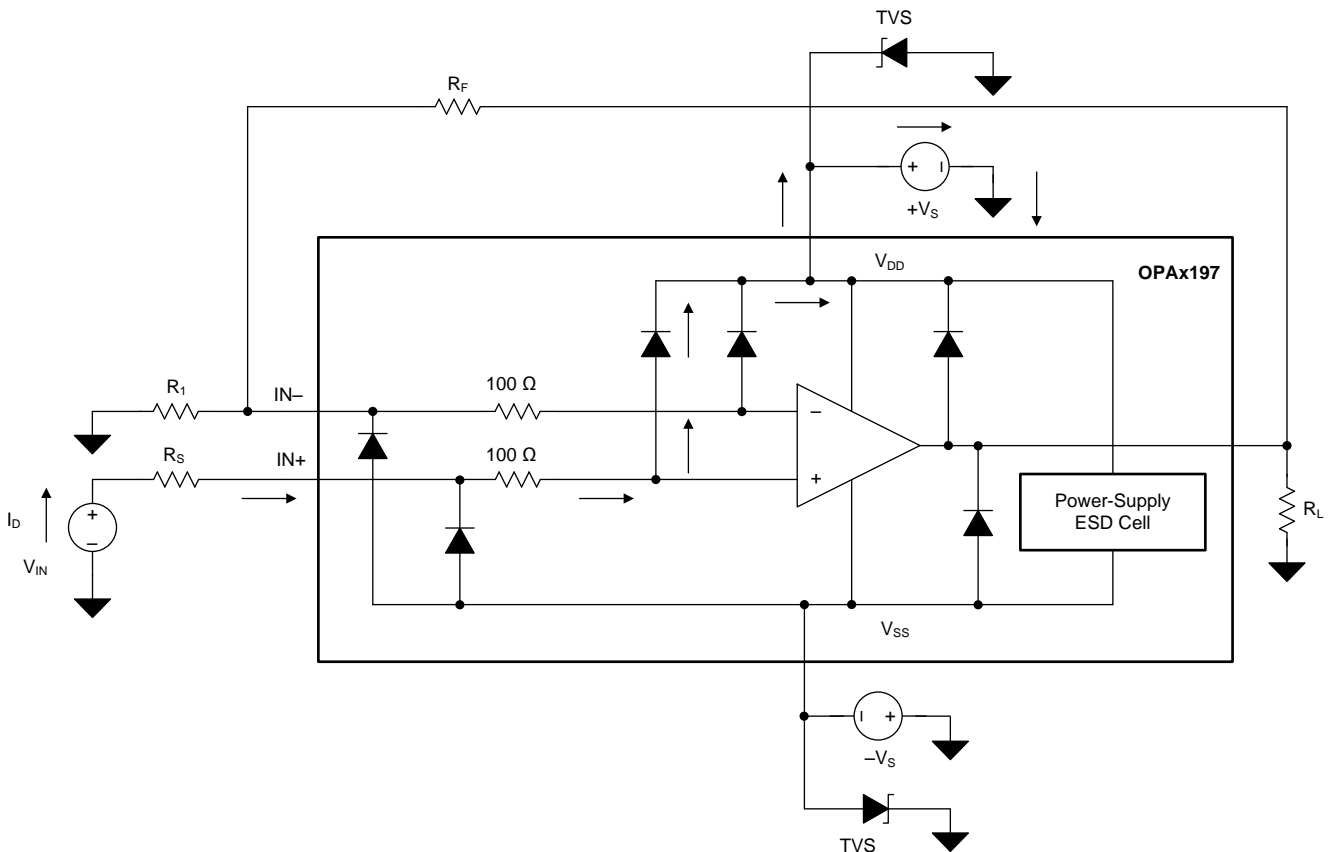 TVS
R_F
+
–
+V_S
V_DD
OPAx197
R_1
IN–
100 Ω
–
R_S
IN+
100 Ω
+
Power-Supply
ESD Cell
R_L
I_D
+
–
V_IN
V_SS
–
+
–V_S
TVS